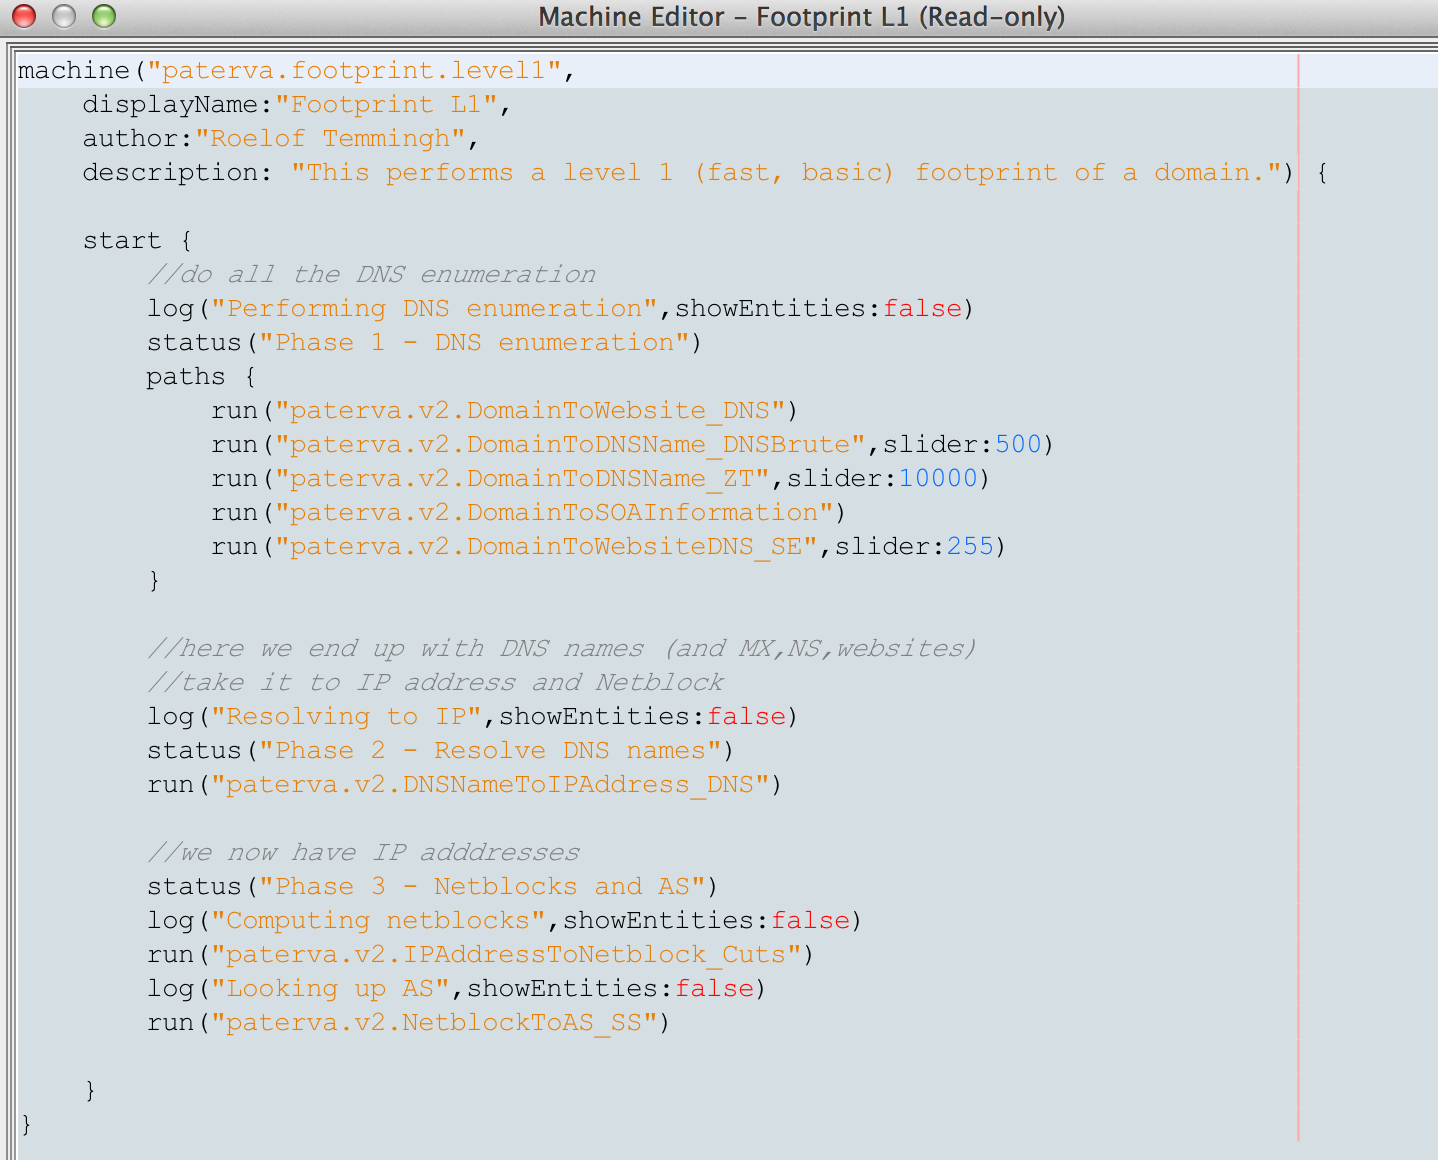 Machine Editor - Footprint L1 (Read-only)
machine("paterva.footprint.level1",
    displayName:"Footprint L1",
    author:"Roelof Temmingh",
    description: "This performs a level 1 (fast, basic) footprint of a domain.") {

    start {
        //do all the DNS enumeration
        log("Performing DNS enumeration",showEntities:false)
        status("Phase 1 - DNS enumeration")
        paths {
            run("paterva.v2.DomainToWebsite_DNS")
            run("paterva.v2.DomainToDNSName_DNSBrute",slider:500)
            run("paterva.v2.DomainToDNSName_ZT",slider:10000)
            run("paterva.v2.DomainToSOAInformation")
            run("paterva.v2.DomainToWebsiteDNS_SE",slider:255)
        }

        //here we end up with DNS names (and MX,NS,websites)
        //take it to IP address and Netblock
        log("Resolving to IP",showEntities:false)
        status("Phase 2 - Resolve DNS names")
        run("paterva.v2.DNSNameToIPAddress_DNS")

        //we now have IP adddresses
        status("Phase 3 - Netblocks and AS")
        log("Computing netblocks",showEntities:false)
        run("paterva.v2.IPAddressToNetblock_Cuts")
        log("Looking up AS",showEntities:false)
        run("paterva.v2.NetblockToAS_SS")

    }
}